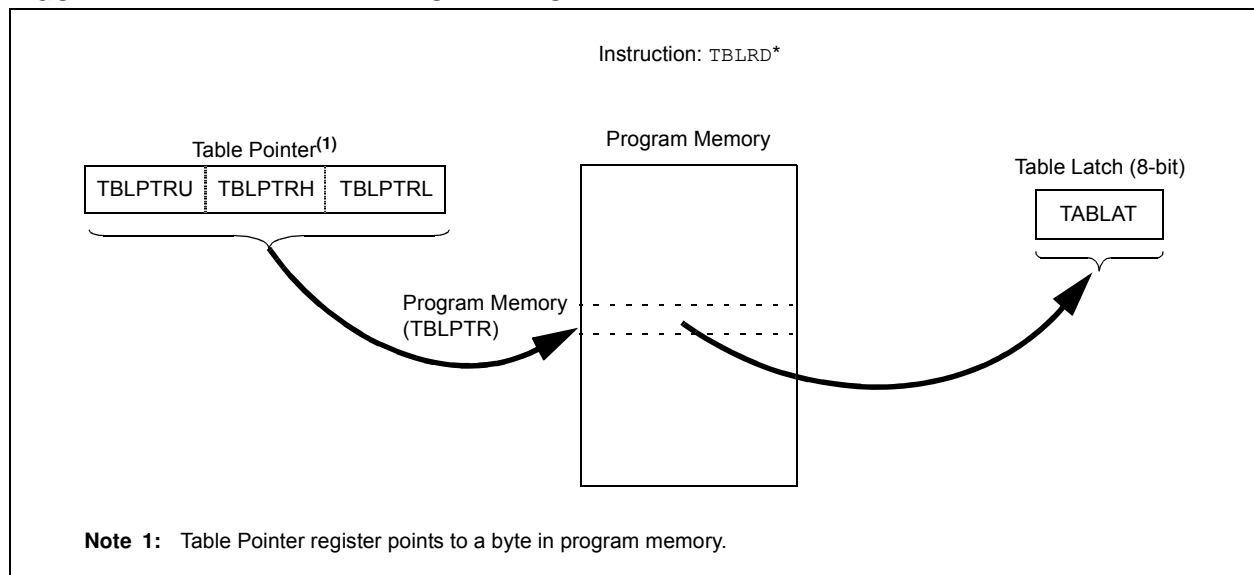 Instruction: TBLRD*
Table Pointer(1)
Program Memory
Table Latch (8-bit)
TBLPTRU TBLPTRH TBLPTRL
TABLAT
Program Memory
(TBLPTR)
Note 1: Table Pointer register points to a byte in program memory.